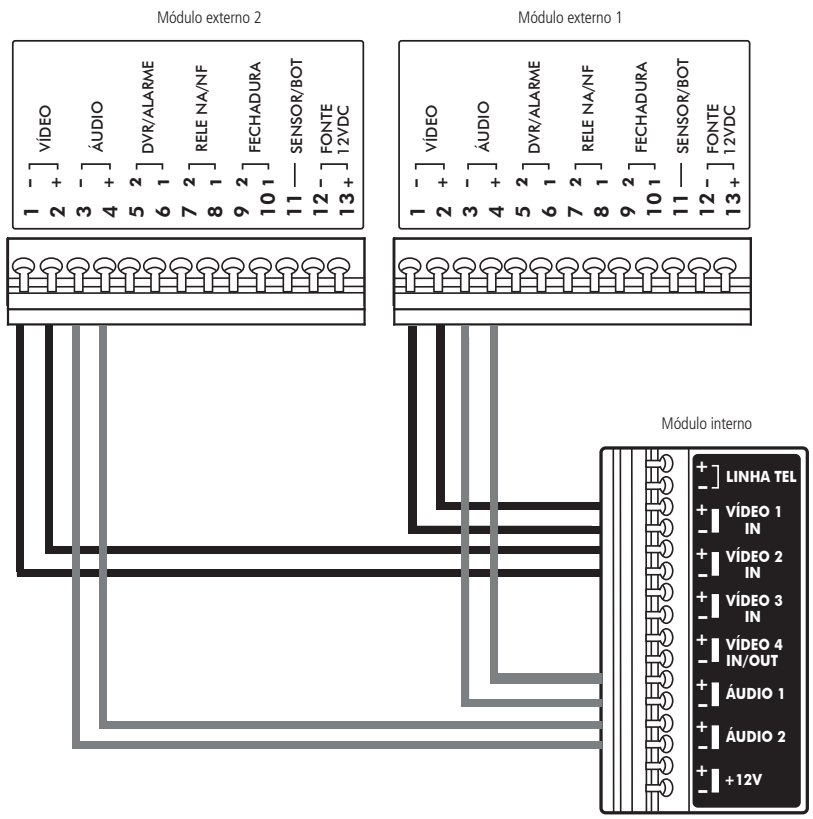 Módulo externo 2
VÍDEO
ÁUDIO
DVR/ALARME
RELE NA/NF
FECHADURA
SENSOR/BOT
FONTE
12VDC
- + - + 2 1 2 1 2 1 - +
1 2 3 4 5 6 7 8 9 10 11 12 13
Módulo externo 1
VÍDEO
ÁUDIO
DVR/ALARME
RELE NA/NF
FECHADURA
SENSOR/BOT
FONTE
12VDC
- + - + 2 1 2 1 2 1 - +
1 2 3 4 5 6 7 8 9 10 11 12 13
Módulo interno
+
- LINHA TEL
+ VÍDEO 1
- IN
+ VÍDEO 2
- IN
+ VÍDEO 3
- IN
+ VÍDEO 4
- IN/OUT
+
- ÁUDIO 1
+
- ÁUDIO 2
+
- +12V